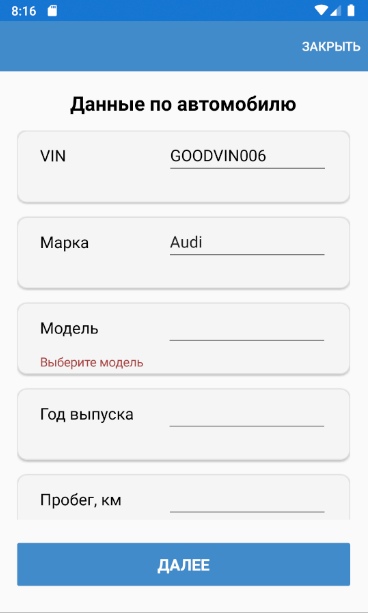 8:16
ЗАКРЫТЬ
Данные по автомобилю
VIN GOODVIN006
Марка Audi
Модель
Выберите модель
Год выпуска
Пробег, км
ДАЛЕЕ